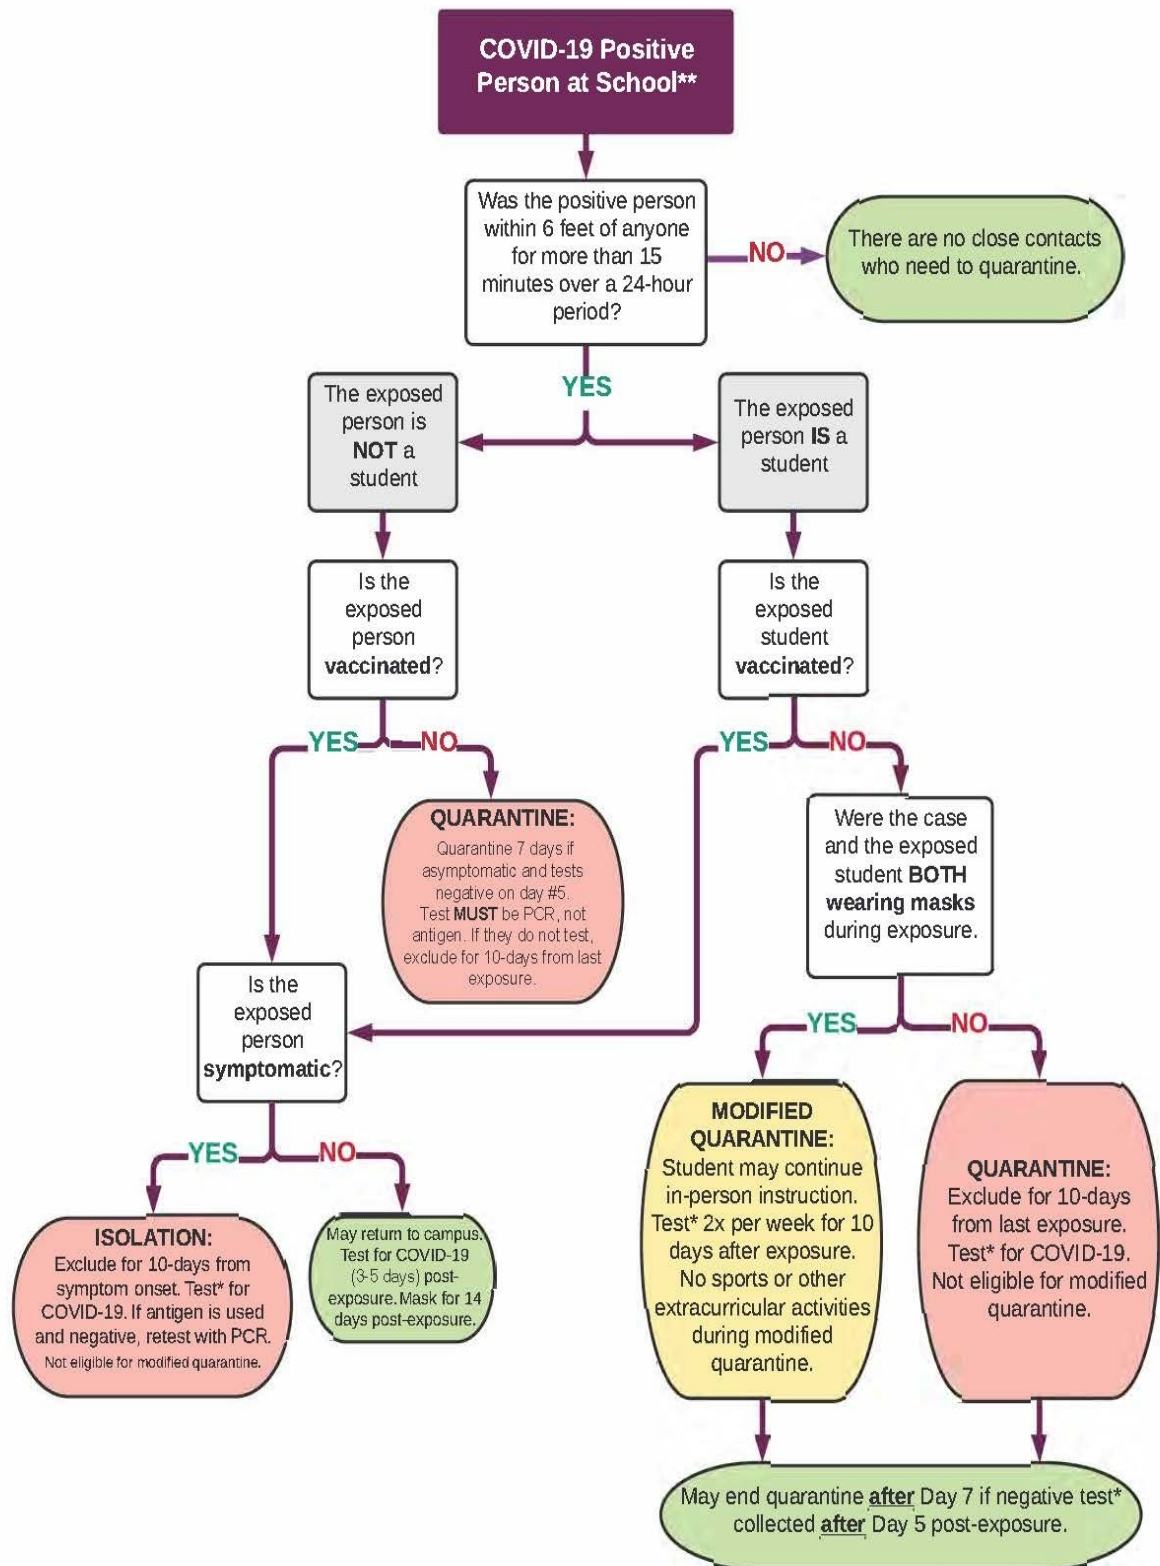 COVID-19 Positive
Person at School**
Was the positive person
within 6 feet of anyone
for more than 15
minutes over a 24-hour
period?
NO
There are no close contacts
who need to quarantine.
YES
The exposed
person is
NOT a
student
The exposed
person IS a
student
Is the
exposed
person
vaccinated?
Is the
exposed
student
vaccinated?
YES
NO
YES
NO
QUARANTINE:
Quarantine 7 days if
asymptomatic and tests
negative on day #5.
Test MUST be PCR, not
antigen. If they do not test,
exclude for 10-days from last
exposure.
Were the case
and the exposed
student BOTH
wearing masks
during exposure.
Is the
exposed
person
symptomatic?
YES
NO
YES
NO
ISOLATION:
Exclude for 10-days from
symptom onset. Test* for
COVID-19. If antigen is used
and negative, retest with PCR.
Not eligible for modified quarantine.
May return to campus.
Test for COVID-19
(3-5 days) post-
exposure. Mask for 14
days post-exposure.
MODIFIED
QUARANTINE:
Student may continue
in-person instruction.
Test* 2x per week for 10
days after exposure.
No sports or other
extracurricular activities
during modified
quarantine.
QUARANTINE:
Exclude for 10-days
from last exposure.
Test* for COVID-19.
Not eligible for modified
quarantine.
May end quarantine after Day 7 if negative test*
collected after Day 5 post-exposure.